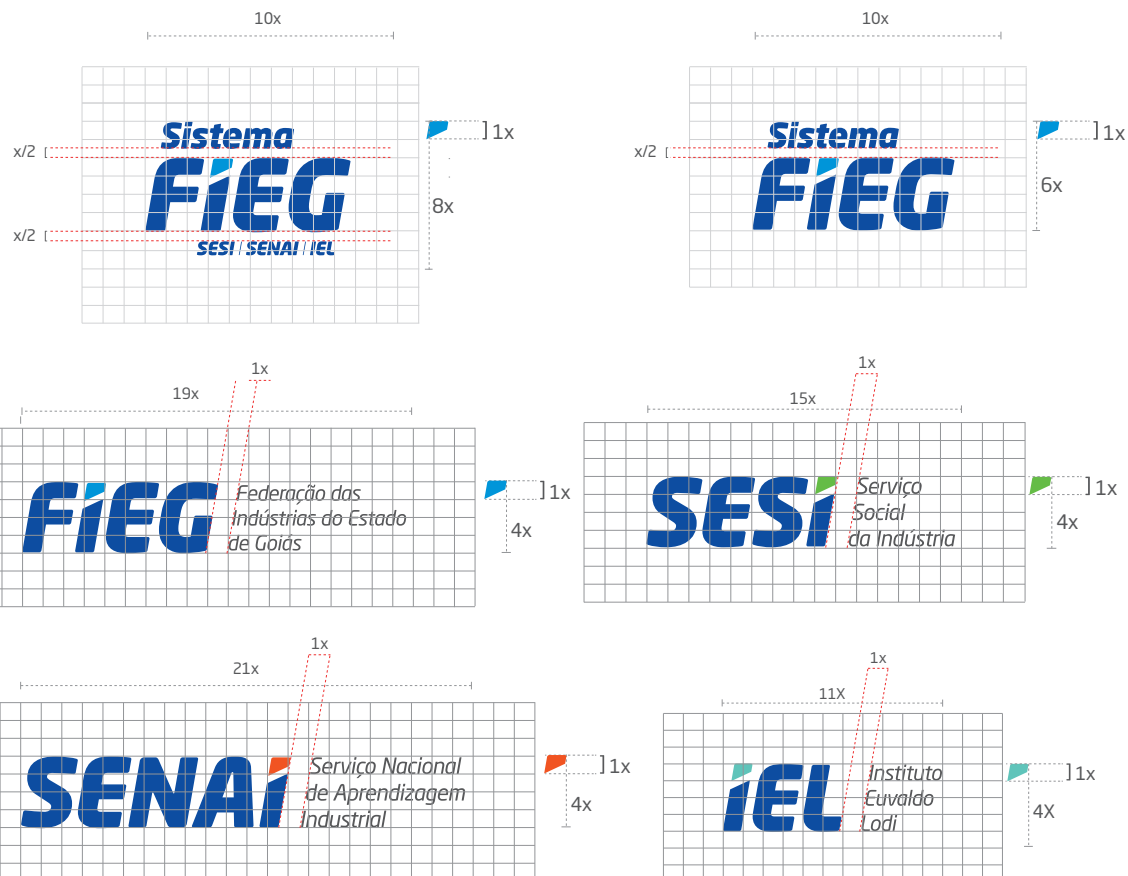 10x
Sistema
x/2
FiEG
x/2
SESI / SENAI / IEL
1x
8x
10x
Sistema
x/2
FiEG
1x
6x
1x
19x
FiEG
Federação das
Indústrias do Estado
de Goiás
1x
4x
1x
15x
SESi
Serviço
Social
da Indústria
1x
4x
1x
21x
SENAi
Serviço Nacional
de Aprendizagem
Industrial
1x
4x
1x
11X
iEL
Instituto
Euvaldo
Lodi
1x
4X